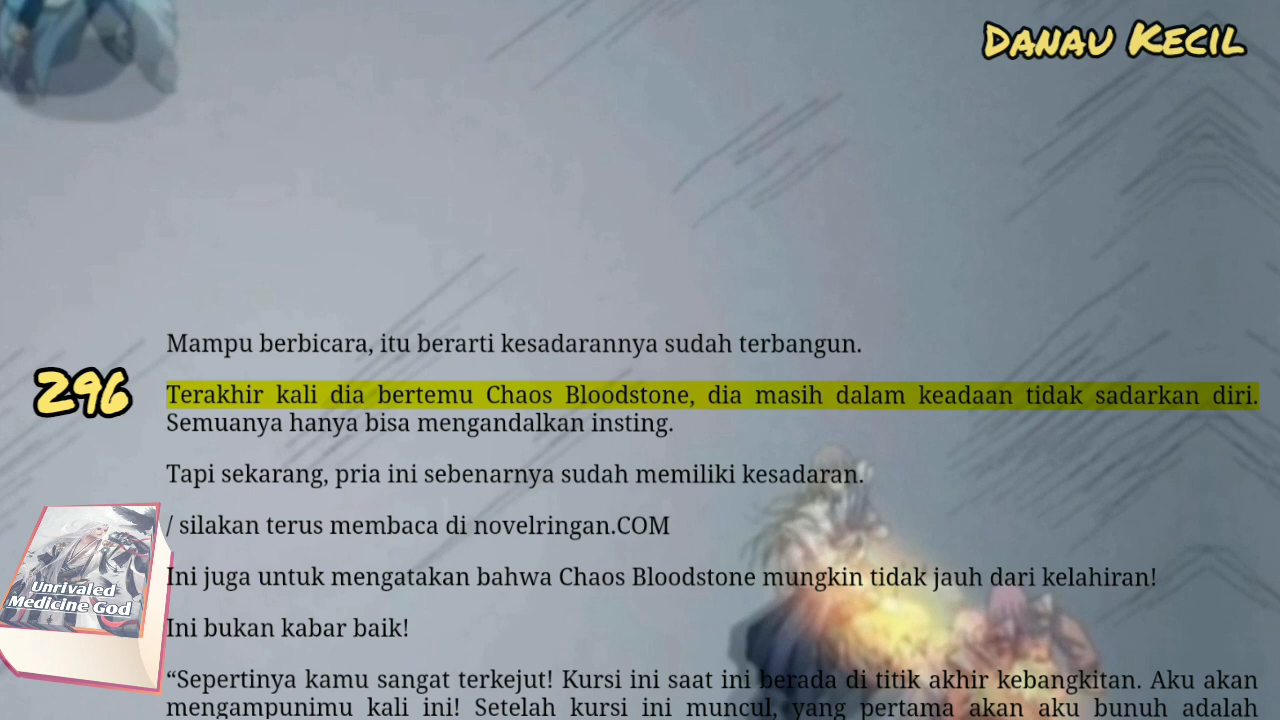 Danau Kecil
Mampu berbicara, itu berarti kesadarannya sudah terbangun.
296
Terakhir kali dia bertemu Chaos Bloodstone, dia masih dalam keadaan tidak sadarkan diri.
Semuanya hanya bisa mengandalkan insting.
Tapi sekarang, pria ini sebenarnya sudah memiliki kesadaran.
/ silakan terus membaca di novelringan.COM
Ini juga untuk mengatakan bahwa Chaos Bloodstone mungkin tidak jauh dari kelahiran!
Unrivaled
Medicine God
Ini bukan kabar baik!
“Sepertinya kamu sangat terkejut! Kursi ini saat ini berada di titik akhir kebangkitan. Aku akan
mengampunimu kali ini! Setelah kursi ini muncul, yang pertama akan aku bunuh adalah